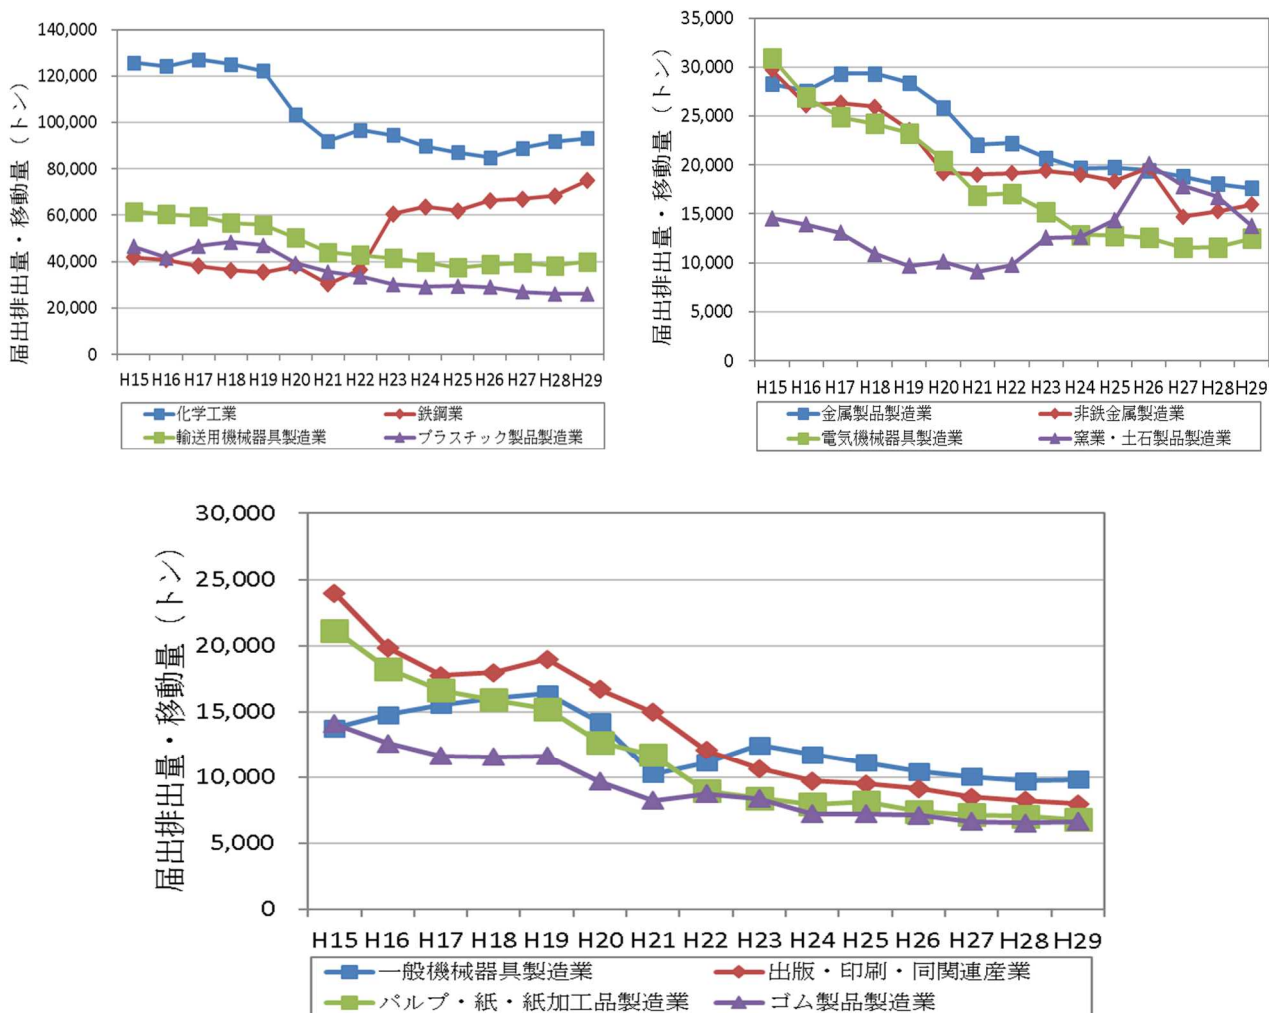 届出排出量・移動量（トン）
140,000
120,000
100,000
80,000
60,000
40,000
20,000
0
H15 H16 H17 H18 H19 H20 H21 H22 H23 H24 H25 H26 H27 H28 H29
化学工業 鉄鋼業
輸送用機械器具製造業 プラスチック製品製造業
届出排出量・移動量（トン）
35,000
30,000
25,000
20,000
15,000
10,000
5,000
0
H15 H16 H17 H18 H19 H20 H21 H22 H23 H24 H25 H26 H27 H28 H29
金属製品製造業 非鉄金属製造業
電気機械器具製造業 窯業・土石製品製造業
届出排出量・移動量（トン）
30,000
25,000
20,000
15,000
10,000
5,000
0
H15 H16 H17 H18 H19 H20 H21 H22 H23 H24 H25 H26 H27 H28 H29
一般機械器具製造業 出版・印刷・同関連産業
パルプ・紙・紙加工品製造業 ゴム製品製造業